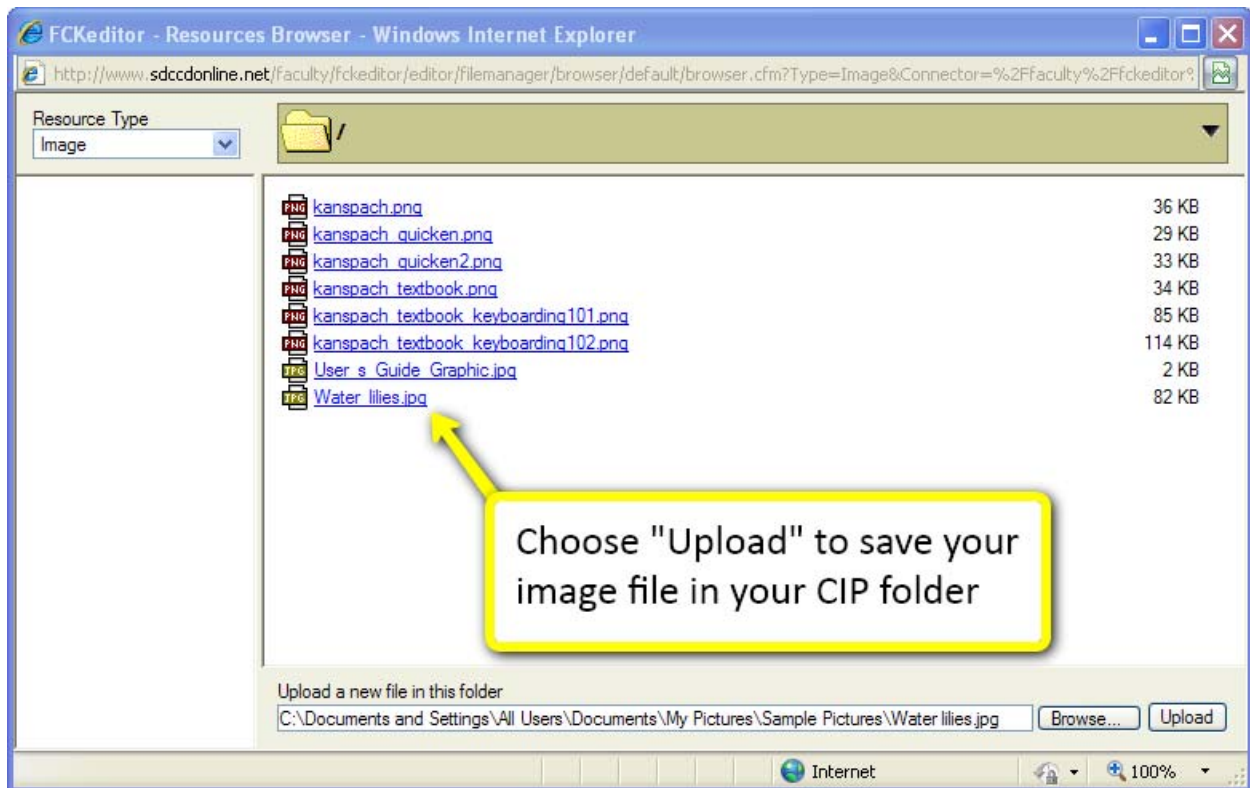 FCKeditor - Resources Browser - Windows Internet Explorer
http://www.sdccdonline.net/faculty/fckeditor/editor/filemanager/browser/default/browser.cfm?Type=Image&Connector=%2Ffaculty%2Ffckeditor%
Resource Type
Image
/
kanspach.png 36 KB
kanspach_quicken.png 29 KB
kanspach_quicken2.png 33 KB
kanspach_textbook.png 34 KB
kanspach_textbook_keyboarding101.png 85 KB
kanspach_textbook_keyboarding102.png 114 KB
User_s_Guide_Graphic.jpg 2 KB
Water_lilies.jpg 82 KB
Choose "Upload" to save your
image file in your CIP folder
Upload a new file in this folder
C:\Documents and Settings\All Users\Documents\My Pictures\Sample Pictures\Water lilies.jpg Browse... Upload
Internet 100%